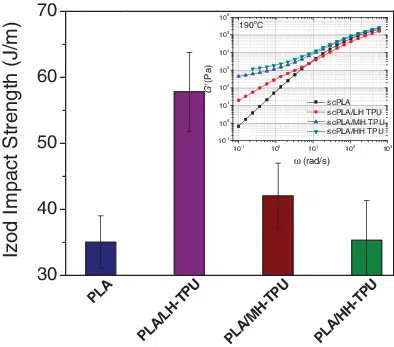 Izod Impact Strength (J/m)
70
60
50
40
30
PLA
PLA/LH-TPU
PLA/MH-TPU
PLA/HH-TPU
190°C
G' (Pa)
scPLA
scPLA/LH TPU
scPLA/MH TPU
scPLA/HH TPU
ω (rad/s)